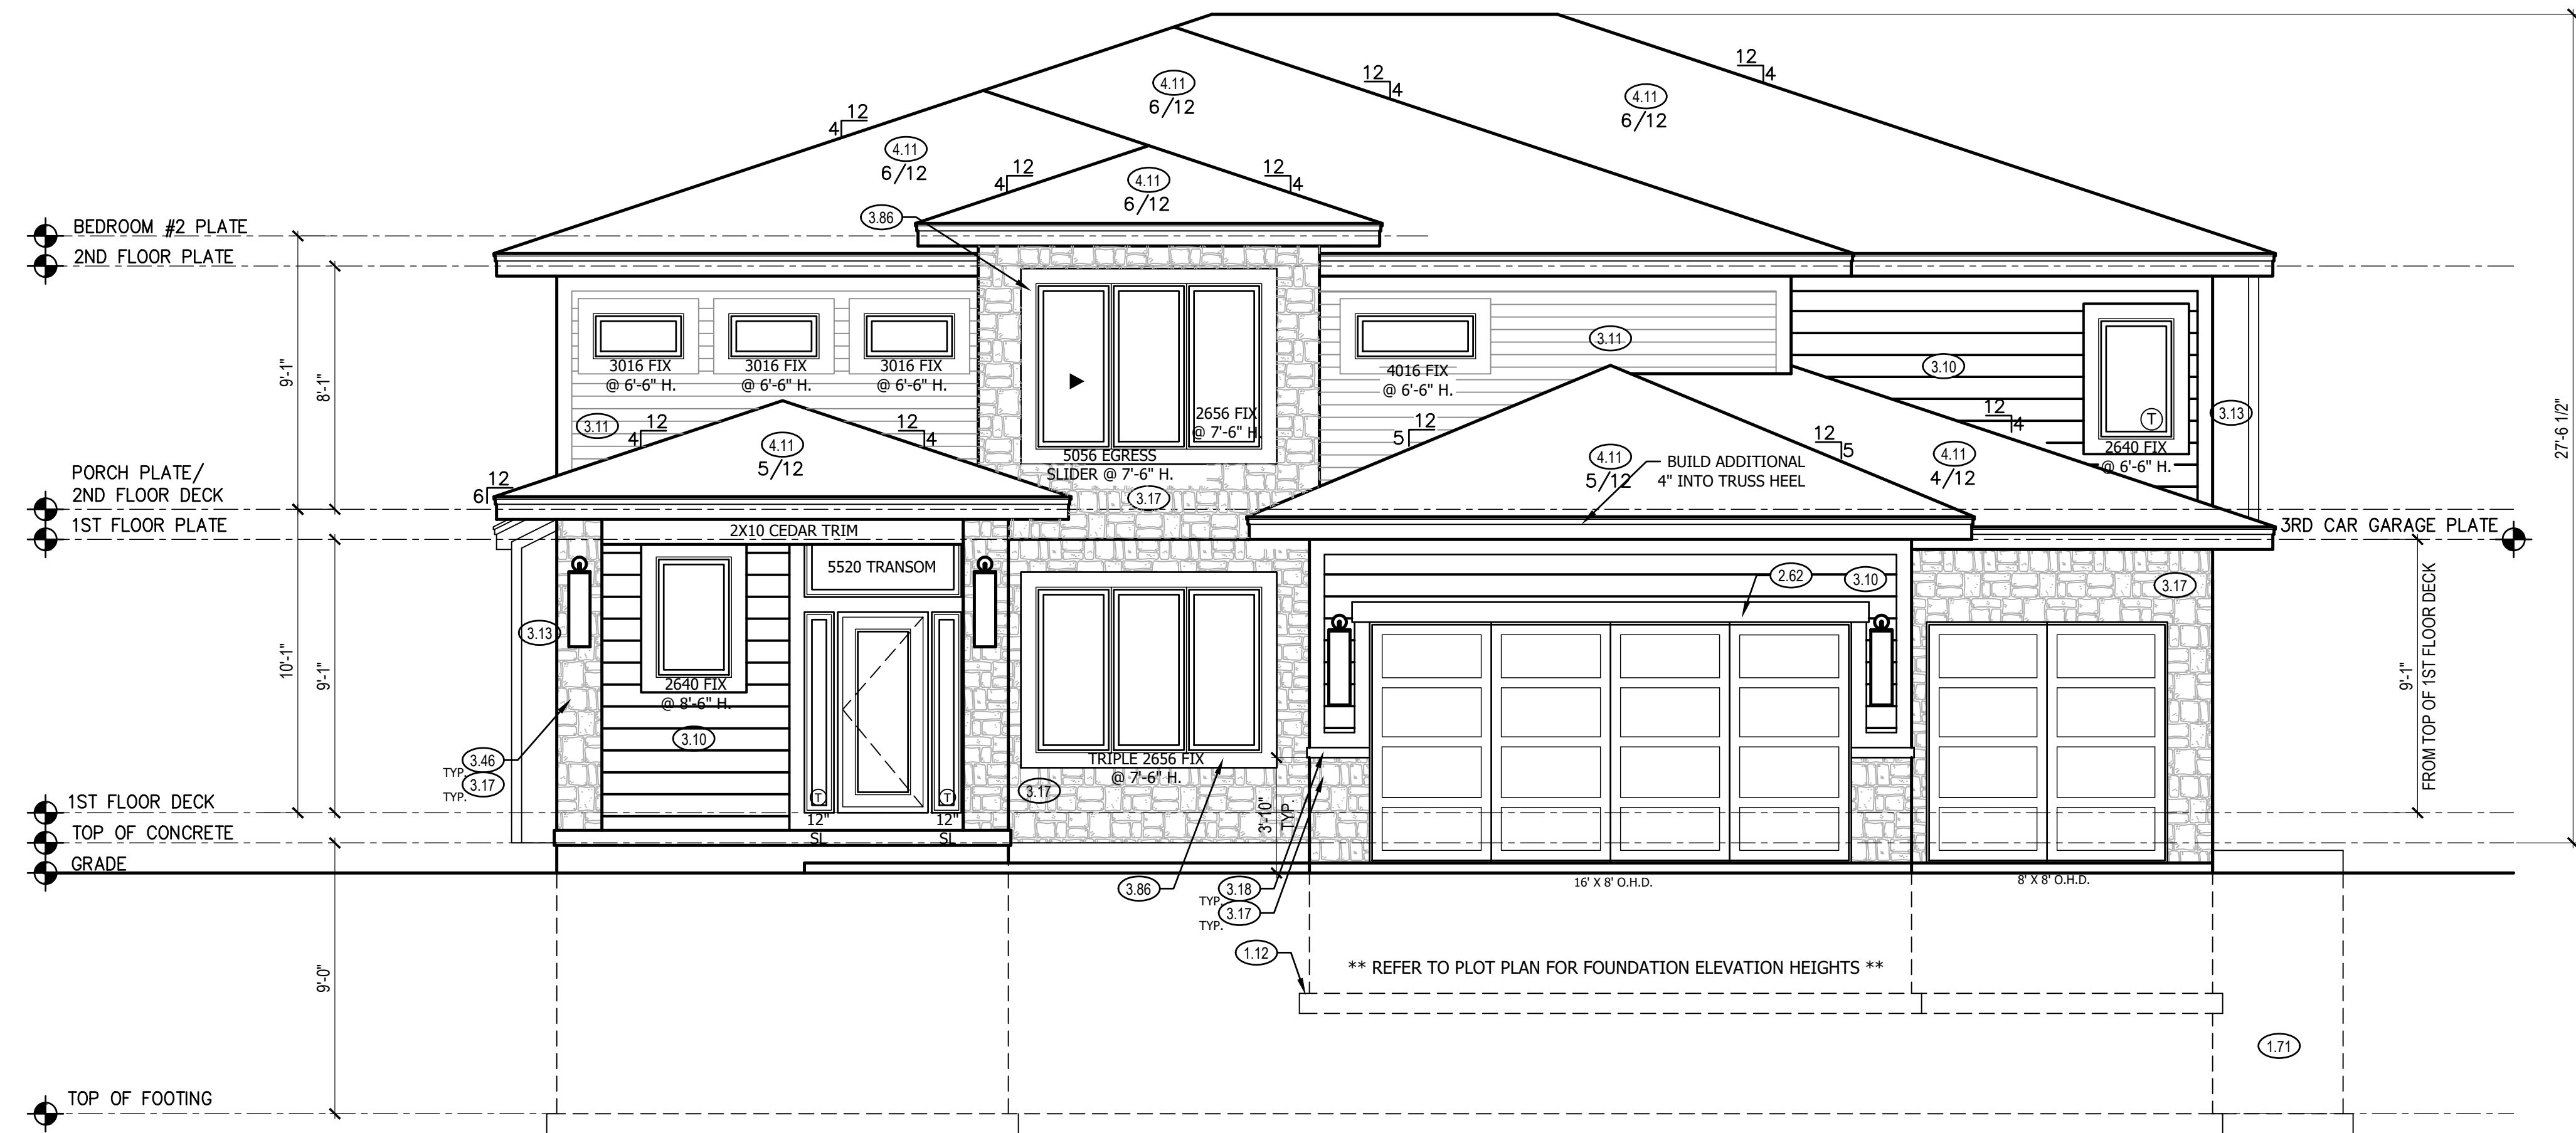 12
4
12
4
12
4
4.11
6/12
4.11
6/12
4.11
6/12
12
4
12
4
4.11
6/12
3.86
BEDROOM #2 PLATE
2ND FLOOR PLATE
9'-1"
8'-1"
27'-6 1/2"
3016 FIX
@ 6'-6" H.
3016 FIX
@ 6'-6" H.
3016 FIX
@ 6'-6" H.
4016 FIX
@ 6'-6" H.
3.11
3.10
3.11
12
4
12
4
4.11
5/12
2656 FIX
@ 7'-6" H.
5056 EGRESS
SLIDER @ 7'-6" H.
3.17
12
5
12
5
4.11
5/12
BUILD ADDITIONAL
4" INTO TRUSS HEEL
12
4
4.11
4/12
T
2640 FIX
@ 6'-6" H.
3.13
12
6
PORCH PLATE/
2ND FLOOR DECK
1ST FLOOR PLATE
3RD CAR GARAGE PLATE
2X10 CEDAR TRIM
5520 TRANSOM
2.62
3.10
3.17
3.13
10'-1"
9'-1"
2640 FIX
@ 8'-6" H.
3.10
9'-1"
FROM TOP OF 1ST FLOOR DECK
3.46
TYP.
3.17
TYP.
TRIPLE 2656 FIX
@ 7'-6" H.
3.17
3'-10"
TYP.
T
T
12"
SL
12"
SL
1ST FLOOR DECK
TOP OF CONCRETE
GRADE
3.86
3.18
TYP.
3.17
TYP.
16' X 8' O.H.D.
8' X 8' O.H.D.
1.12
** REFER TO PLOT PLAN FOR FOUNDATION ELEVATION HEIGHTS **
9'-0"
1.71
TOP OF FOOTING